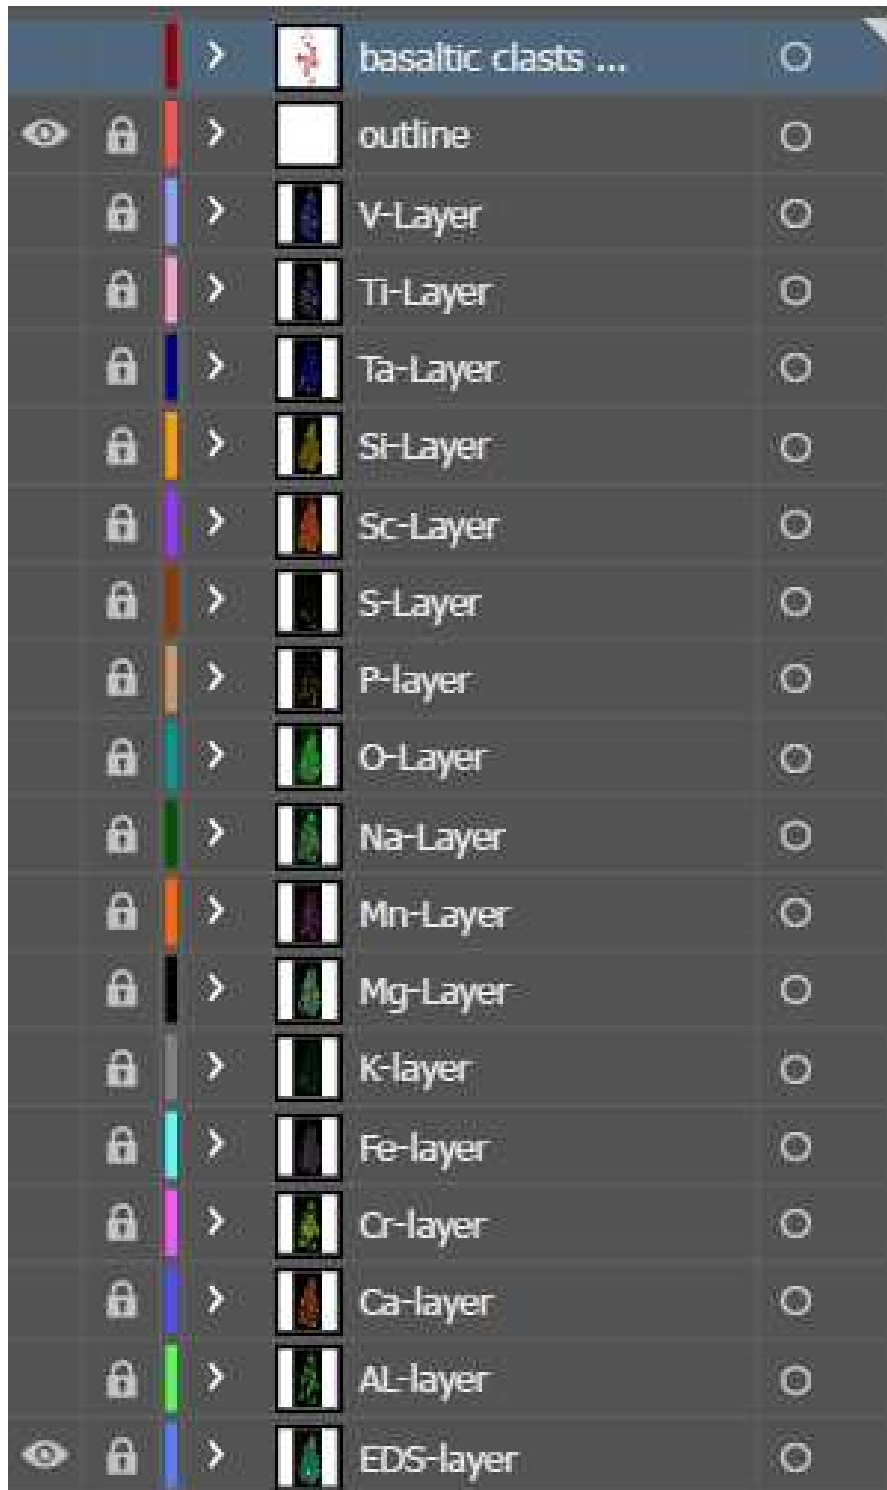 basaltic clasts ...
outline
V-Layer
Ti-Layer
Ta-Layer
Si-Layer
Sc-Layer
S-Layer
P-layer
O-Layer
Na-Layer
Mn-Layer
Mg-Layer
K-layer
Fe-layer
Cr-layer
Ca-layer
AL-layer
EDS-layer